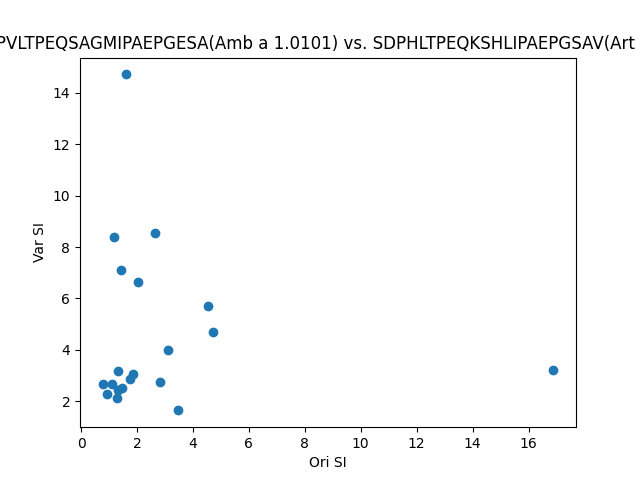 PVLTPEQSAGMIPAEPGESA(Amb a 1.0101) vs. SDPHLTPEQKSHLIPAEPGSAV(Art
14
12
10
8
6
4
2
Var SI
0 2 4 6 8 10 12 14 16
Ori SI